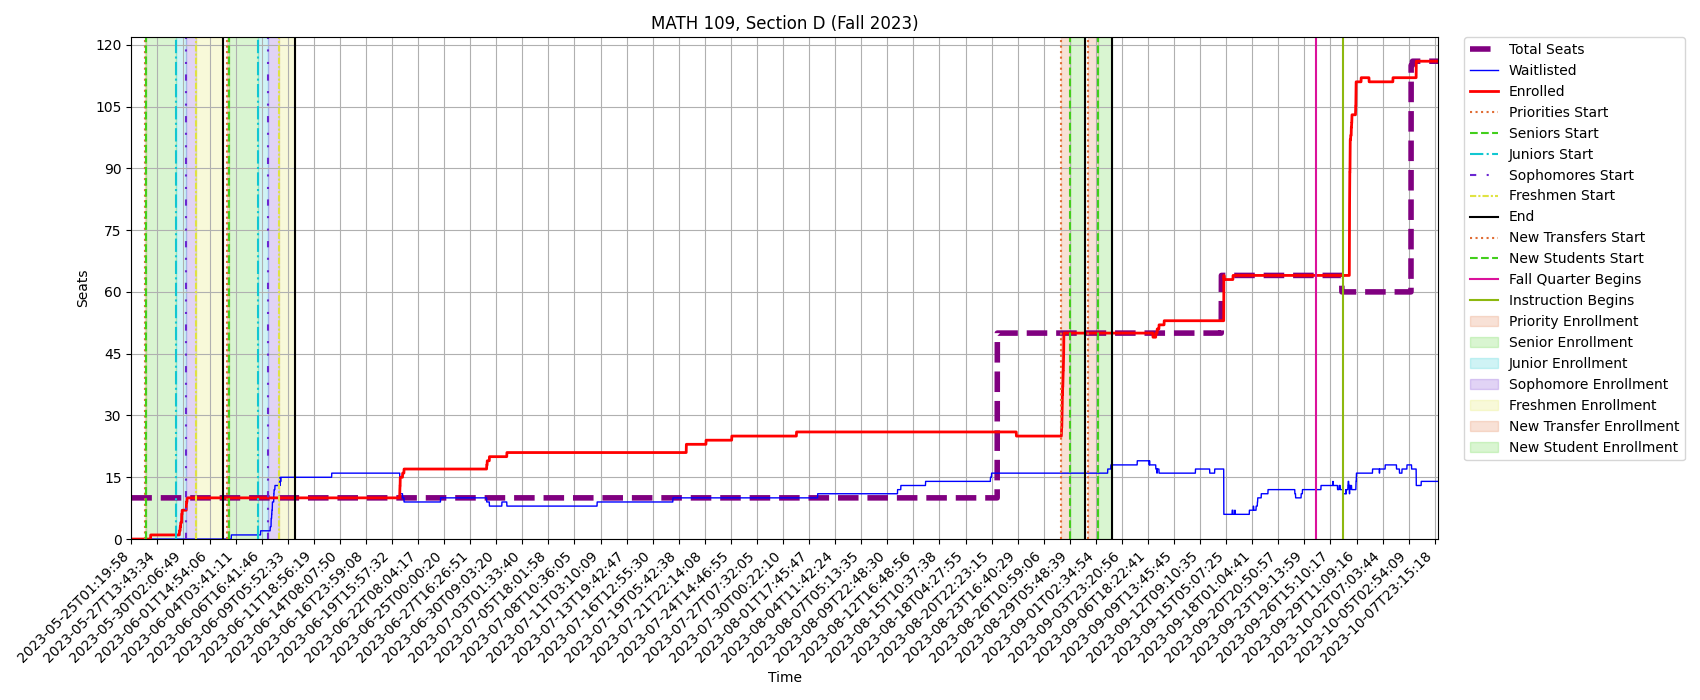 MATH 109, Section D (Fall 2023)
Seats
120
105
90
75
60
45
30
15
0
2023-05-25T01:19:58
2023-05-27T13:43:34
2023-05-30T02:06:49
2023-06-01T14:54:06
2023-06-04T03:41:11
2023-06-06T16:41:46
2023-06-09T05:52:33
2023-06-11T18:56:19
2023-06-14T08:07:50
2023-06-16T23:59:08
2023-06-19T15:57:32
2023-06-22T08:04:17
2023-06-25T00:00:20
2023-06-27T16:26:51
2023-06-30T09:03:20
2023-07-03T01:33:40
2023-07-05T18:01:58
2023-07-08T10:36:05
2023-07-11T03:10:09
2023-07-13T19:42:47
2023-07-16T12:55:30
2023-07-19T05:42:38
2023-07-21T22:14:08
2023-07-24T14:46:55
2023-07-27T07:32:05
2023-07-30T00:22:10
2023-08-01T17:45:47
2023-08-04T11:42:24
2023-08-07T05:13:35
2023-08-09T22:48:30
2023-08-12T16:48:56
2023-08-15T10:37:38
2023-08-18T04:27:55
2023-08-20T22:23:15
2023-08-23T16:40:29
2023-08-26T10:59:06
2023-08-29T05:48:39
2023-09-01T02:34:54
2023-09-03T23:20:56
2023-09-06T18:22:41
2023-09-09T13:45:45
2023-09-12T09:10:35
2023-09-15T05:07:25
2023-09-18T01:04:41
2023-09-20T20:50:57
2023-09-23T19:13:59
2023-09-26T15:10:17
2023-09-29T11:09:16
2023-10-02T07:03:44
2023-10-05T02:54:09
2023-10-07T23:15:18
Time
Total Seats
Waitlisted
Enrolled
Priorities Start
Seniors Start
Juniors Start
Sophomores Start
Freshmen Start
End
New Transfers Start
New Students Start
Fall Quarter Begins
Instruction Begins
Priority Enrollment
Senior Enrollment
Junior Enrollment
Sophomore Enrollment
Freshmen Enrollment
New Transfer Enrollment
New Student Enrollment